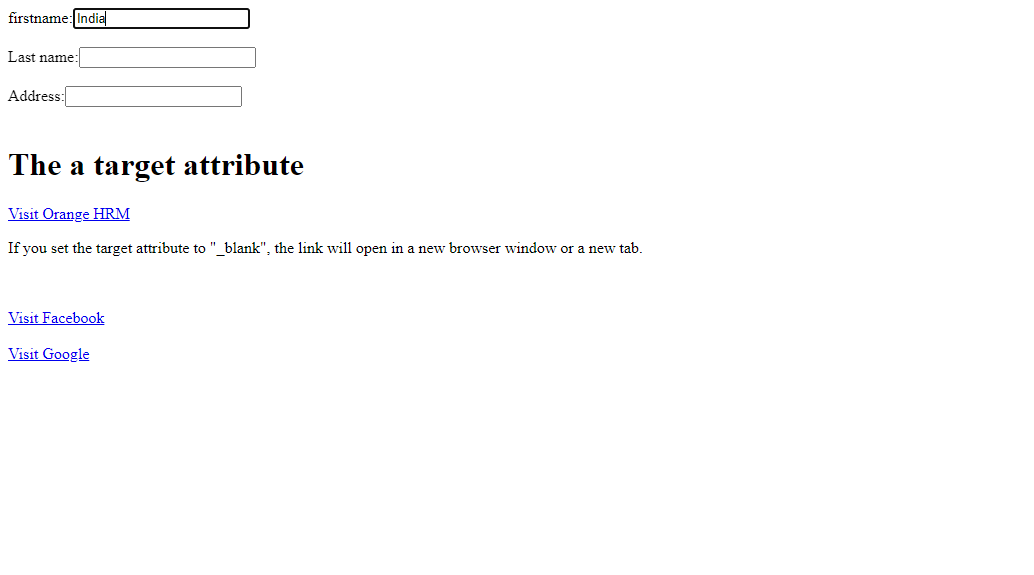 firstname: India
Last name:
Address:
The a target attribute
Visit Orange HRM
If you set the target attribute to "_blank", the link will open in a new browser window or a new tab.
Visit Facebook
Visit Google